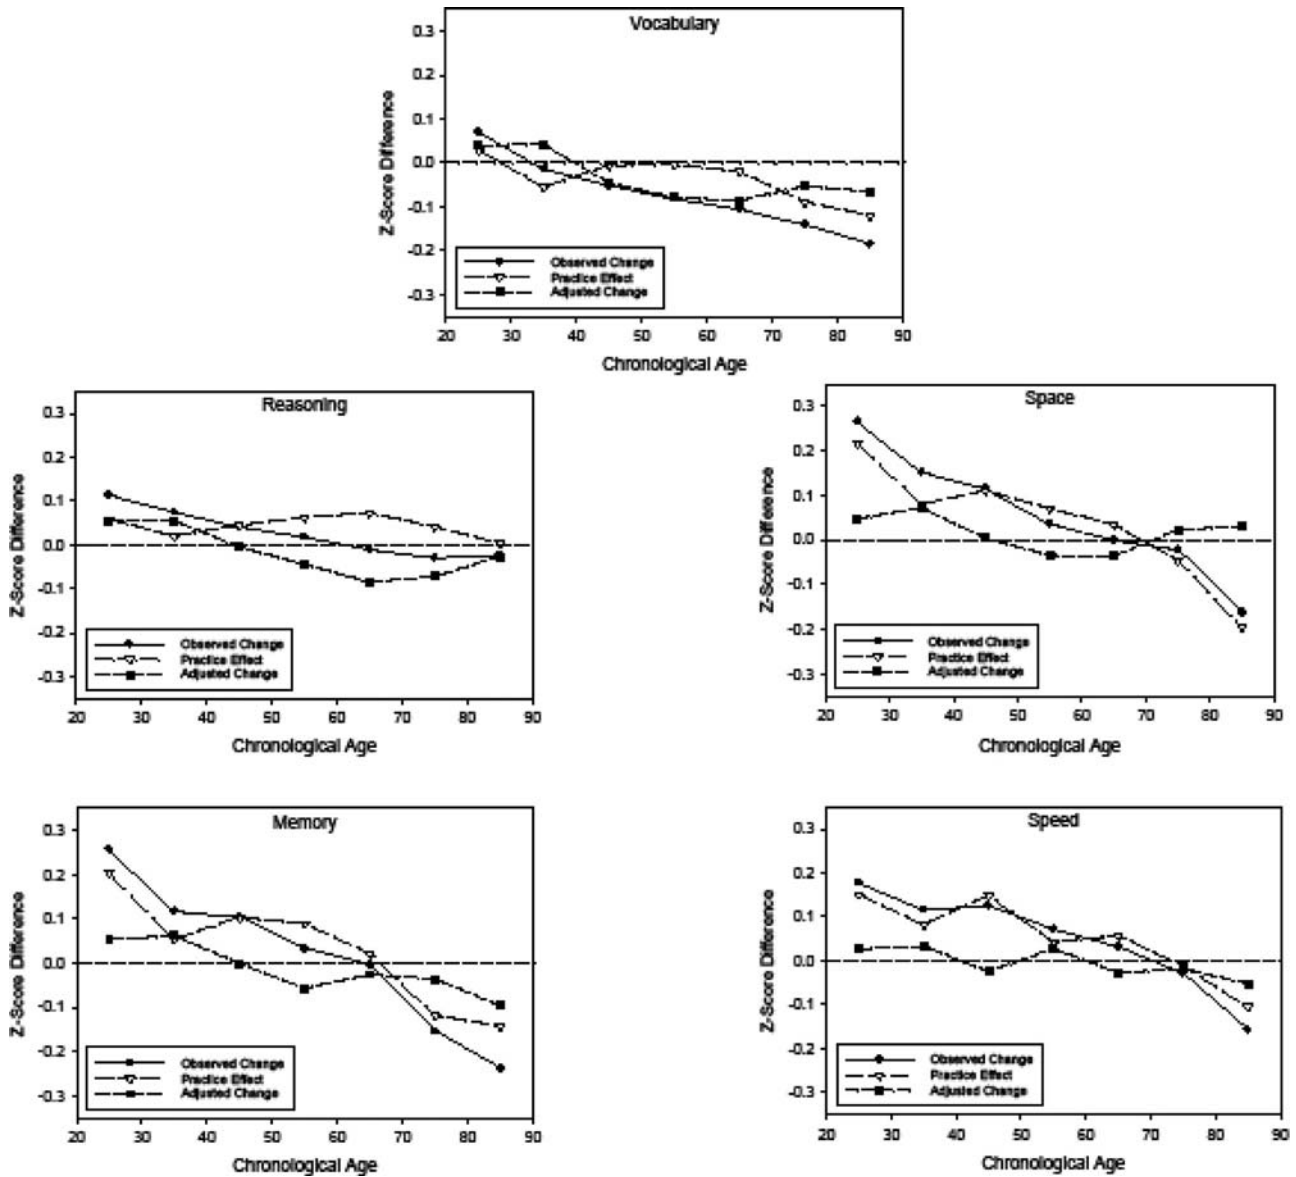 Vocabulary
0.3
0.2
0.1
0.0
-0.1
-0.2
-0.3
Z-Score Difference
Observed Change
Practice Effect
Adjusted Change
20 30 40 50 60 70 80 90
Chronological Age
Reasoning
0.3
0.2
0.1
0.0
-0.1
-0.2
-0.3
Z-Score Difference
Observed Change
Practice Effect
Adjusted Change
20 30 40 50 60 70 80 90
Chronological Age
Space
0.3
0.2
0.1
0.0
-0.1
-0.2
-0.3
Z-Score Difference
Observed Change
Practice Effect
Adjusted Change
20 30 40 50 60 70 80 90
Chronological Age
Memory
0.3
0.2
0.1
0.0
-0.1
-0.2
-0.3
Z-Score Difference
Observed Change
Practice Effect
Adjusted Change
20 30 40 50 60 70 80 90
Chronological Age
Speed
0.3
0.2
0.1
0.0
-0.1
-0.2
-0.3
Z-Score Difference
Observed Change
Practice Effect
Adjusted Change
20 30 40 50 60 70 80 90
Chronological Age